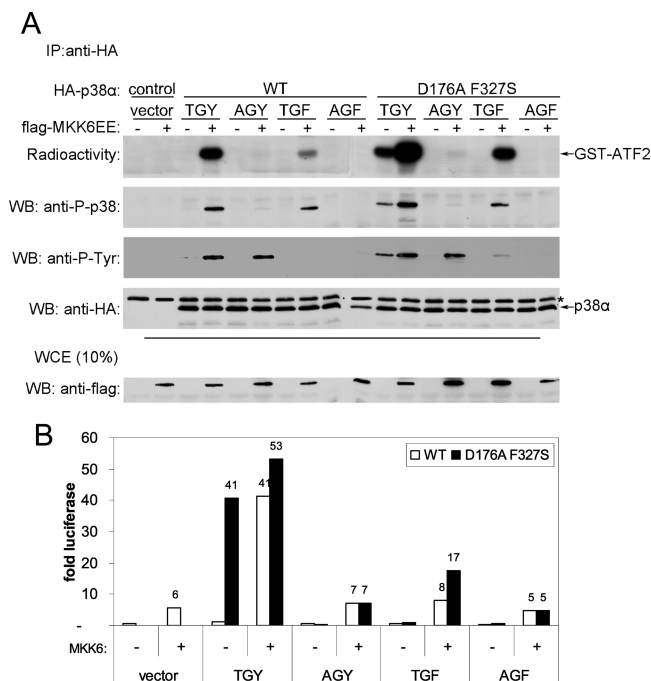 A
IP:anti-HA
HA-p38α: control WT D176A F327S
vector TGY AGY TGF AGF TGY AGY TGF AGF
flag-MKK6EE: - + - + - + - + - + - + - + - + - +
Radioactivity: ←GST-ATF2
WB: anti-P-p38:
WB: anti-P-Tyr:
WB: anti-HA: * ←p38α
WCE (10%)
WB: anti-flag:
B
60
50
40
30
20
10
-
fold luciferase
WT D176A F327S
6 41 41 53 7 7 8 17 5 5
MKK6: - + - + - + - + - +
vector TGY AGY TGF AGF